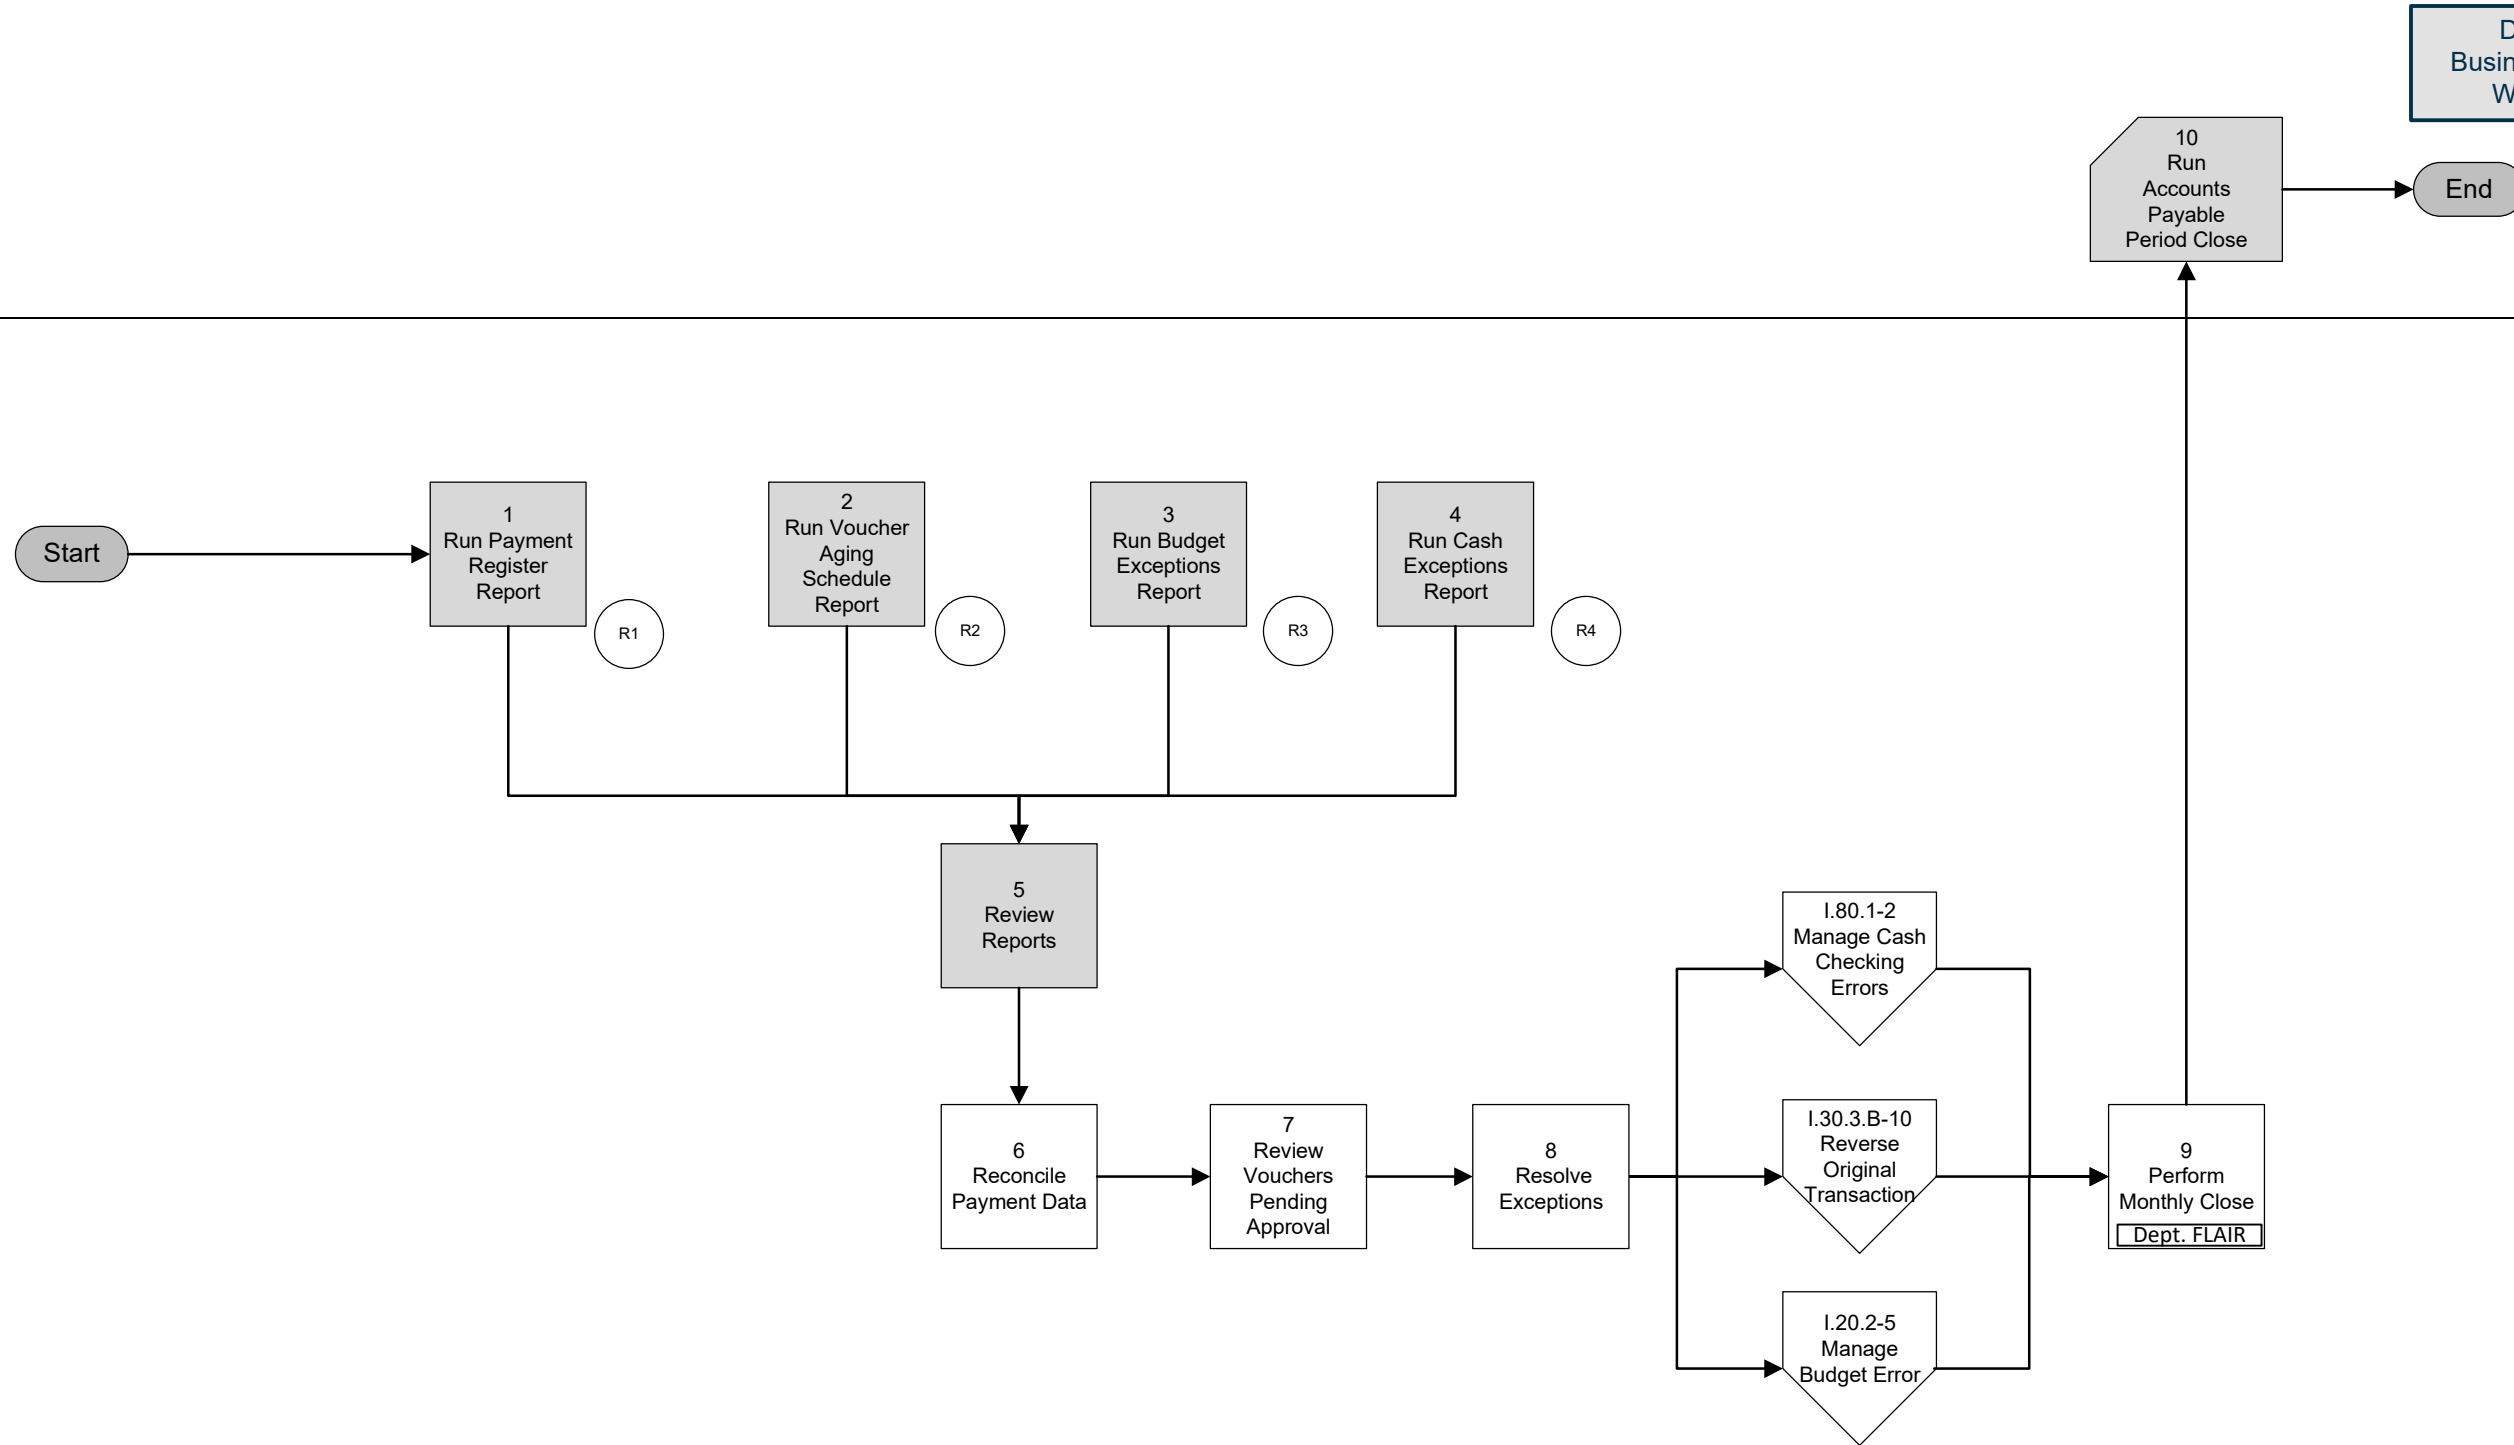 10
Run
Accounts
Payable
Period Close
End
Start
1
Run Payment
Register
Report
R1
2
Run Voucher
Aging
Schedule
Report
R2
3
Run Budget
Exceptions
Report
R3
4
Run Cash
Exceptions
Report
R4
5
Review
Reports
6
Reconcile
Payment Data
7
Review
Vouchers
Pending
Approval
8
Resolve
Exceptions
I.80.1-2
Manage Cash
Checking
Errors
I.30.3.B-10
Reverse
Original
Transaction
I.20.2-5
Manage
Budget Error
9
Perform
Monthly Close
Dept. FLAIR